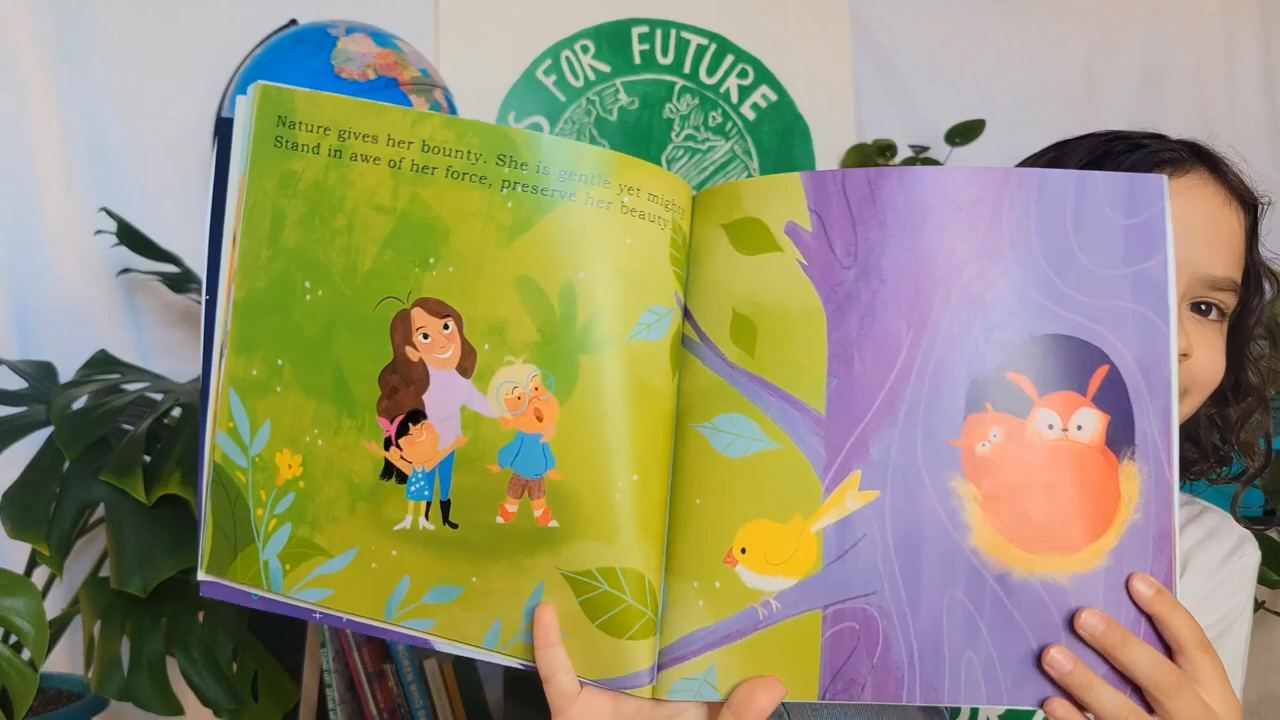 S FOR FUTURE
Nature gives her bounty. She is gentle yet mighty
Stand in awe of her force, preserve her beauty.